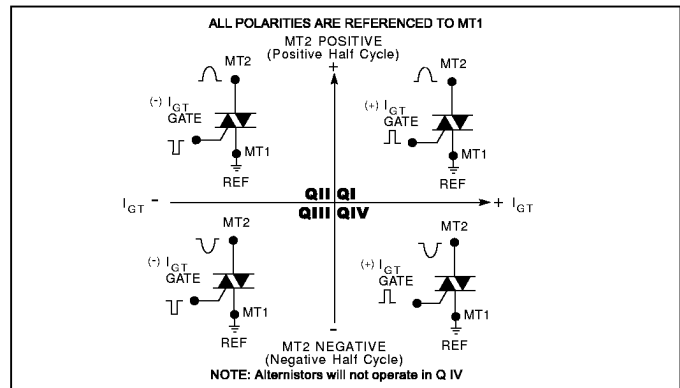 ALL POLARITIES ARE REFERENCED TO MT1
MT2 POSITIVE
(Positive Half Cycle)
+
MT2
(-) IGT
GATE
MT1
REF
MT2
(+) IGT
GATE
MT1
REF
IGT -
QII QI
QIII QIV
+ IGT
MT2
(-) IGT
GATE
MT1
REF
MT2
(+) IGT
GATE
MT1
REF
-
MT2 NEGATIVE
(Negative Half Cycle)
NOTE: Alternistors will not operate in Q IV